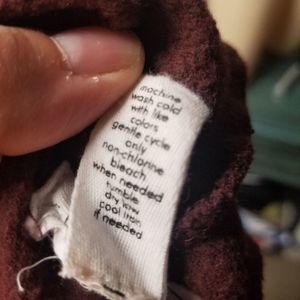 machine
wash cold
with like
colors
gentle cycle
only
non-chlorine
bleach
when needed
tumble
dry low
cool iron
if needed